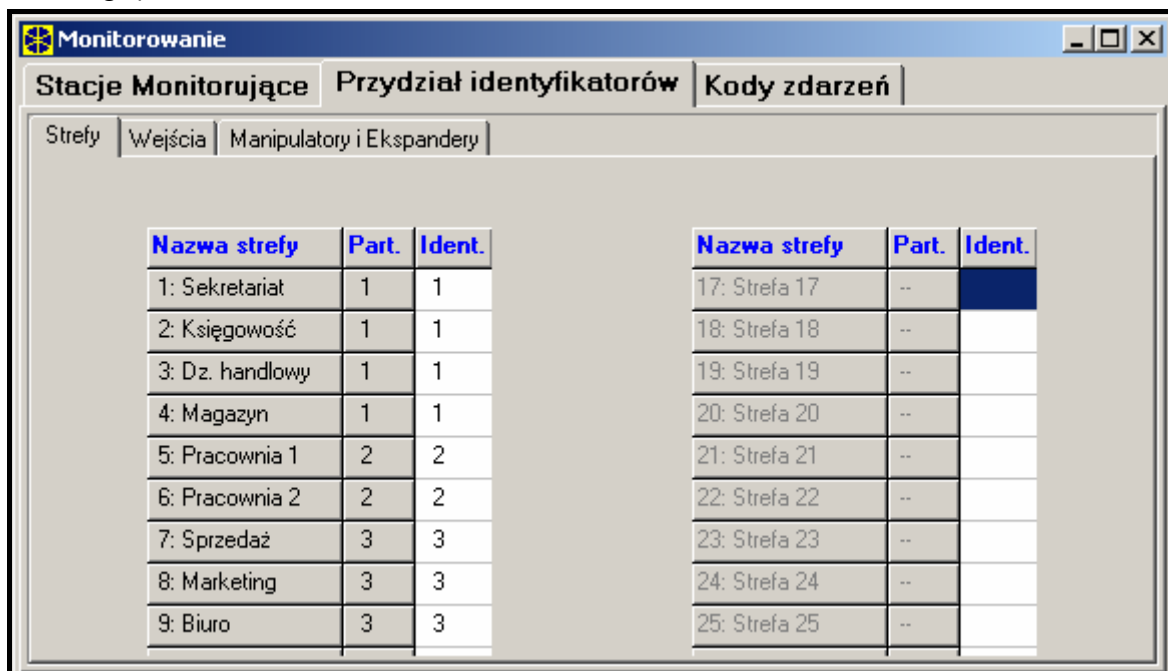 Monitorowanie
Stacje Monitorujące Przydział identyfikatorów Kody zdarzeń
Strefy Wejścia Manipulatory i Ekspandery
Nazwa strefy Part. Ident. Nazwa strefy Part. Ident.
1: Sekretariat 1 1 17: Strefa 17 --
2: Księgowość 1 1 18: Strefa 18 --
3: Dz. handlowy 1 1 19: Strefa 19 --
4: Magazyn 1 1 20: Strefa 20 --
5: Pracownia 1 2 2 21: Strefa 21 --
6: Pracownia 2 2 2 22: Strefa 22 --
7: Sprzedaż 3 3 23: Strefa 23 --
8: Marketing 3 3 24: Strefa 24 --
9: Biuro 3 3 25: Strefa 25 --